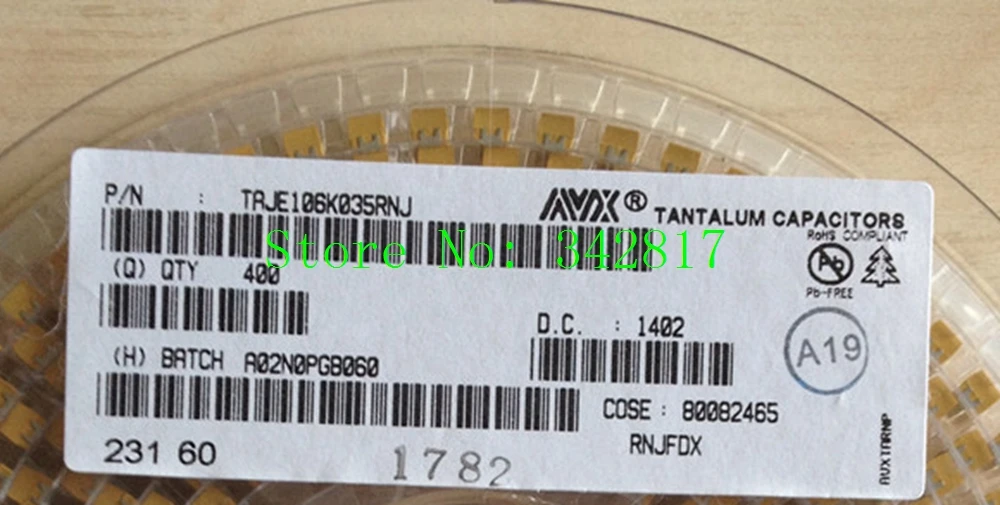 P/N : TAJE106K035RNJ
AVX® TANTALUM CAPACITORS
RoHS COMPLIANT
Store No: 342817
(Q) QTY 400
Pb
Pb-FREE
D.C. : 1402
A19
(H) BATCH A02N0PGB060
COSE : 80082465
RNJFDX
231 60
1782
AVXTARMP